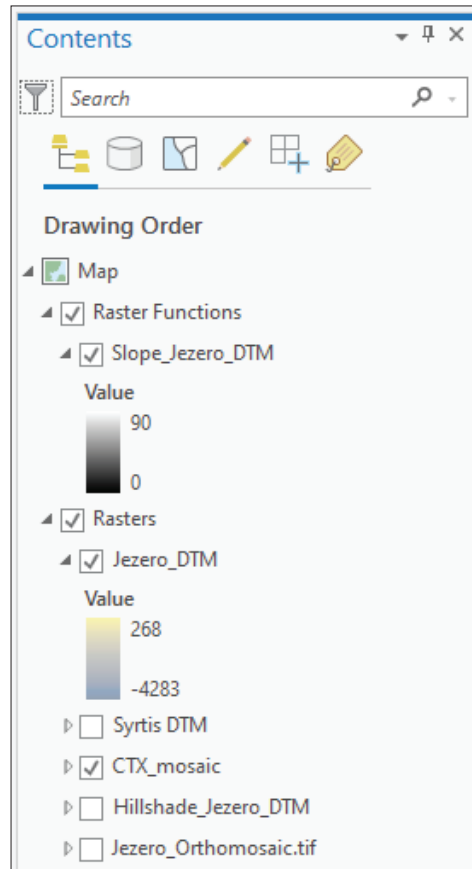 Contents
Search
Drawing Order
Map
Raster Functions
Slope_Jezero_DTM
Value
90
0
Rasters
Jezero_DTM
Value
268
-4283
Syrtis DTM
CTX_mosaic
Hillshade_Jezero_DTM
Jezero_Orthomosaic.tif